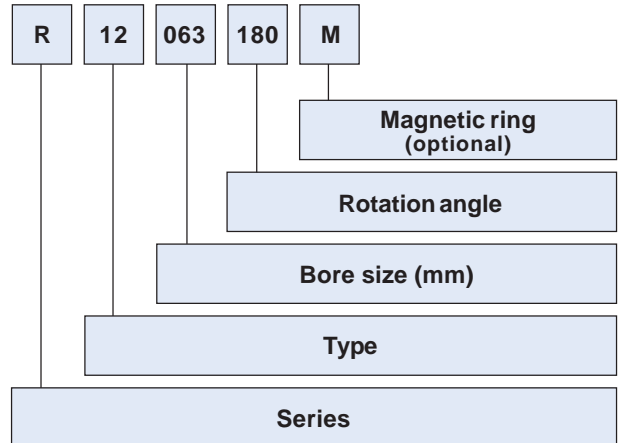 R 12 063 180 M
Magnetic ring
(optional)
Rotation angle
Bore size (mm)
Type
Series